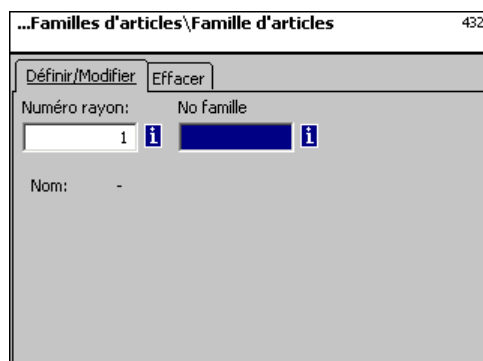 ...Familles d'articles\Famille d'articles 432
Définir/Modifier Effacer
Numéro rayon: No famille
1 i i
Nom: -